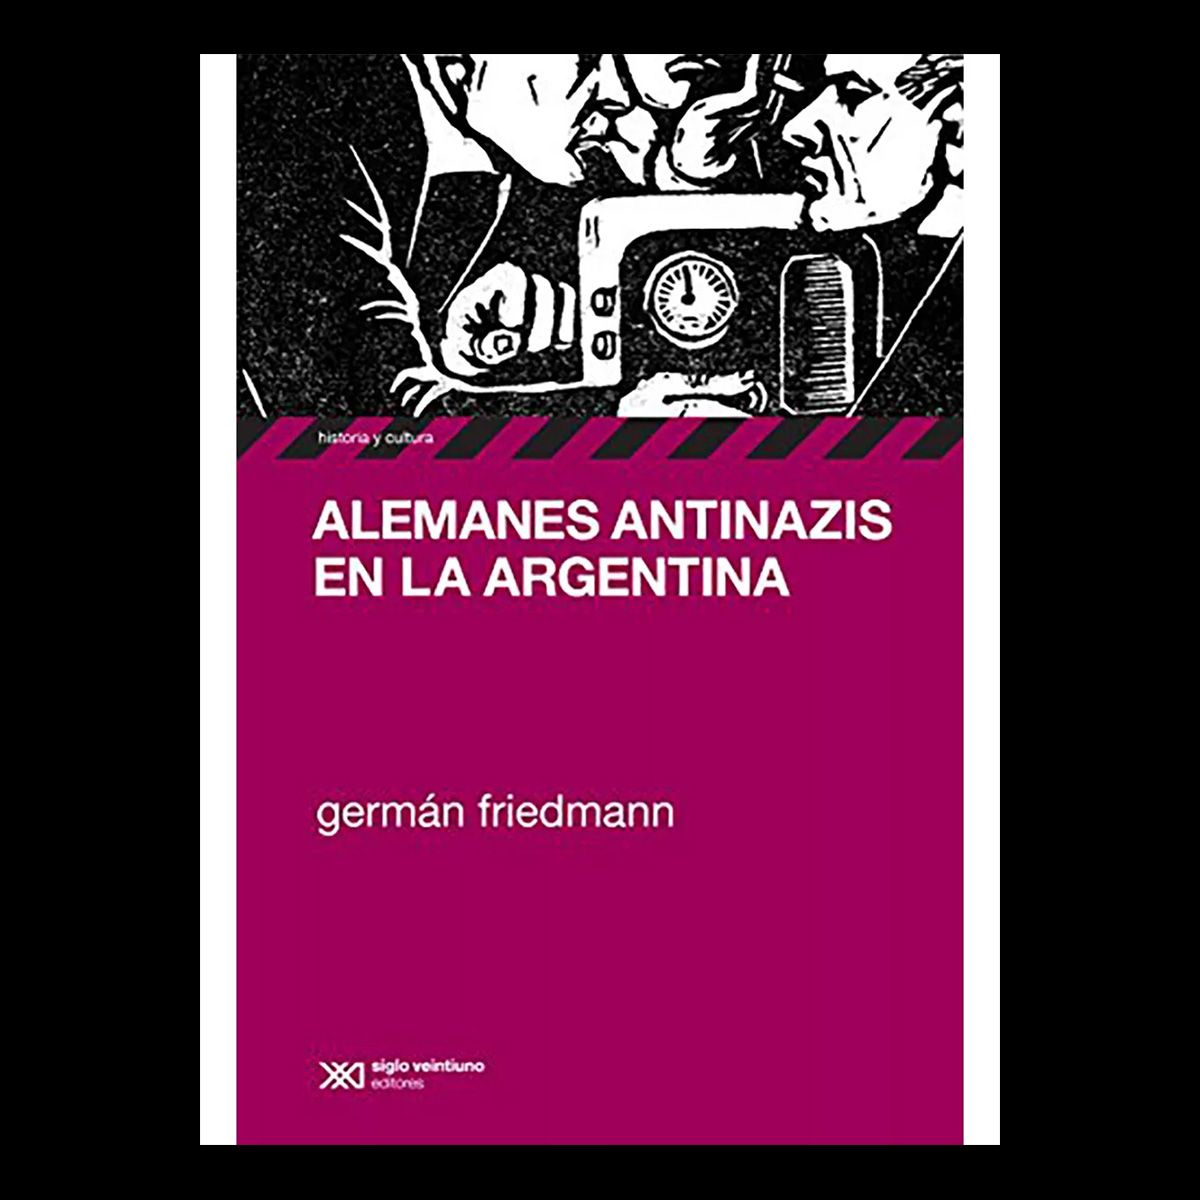 historia y cultura
ALEMANES ANTINAZIS
EN LA ARGENTINA
germán friedmann
siglo veintiuno
editores